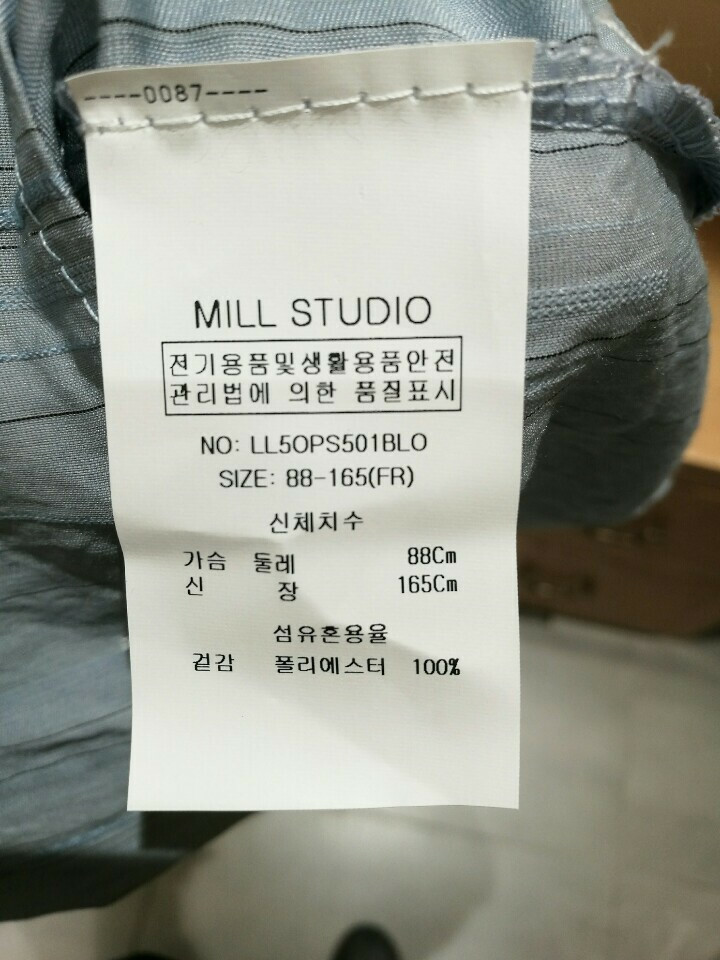 ----0087----
MILL STUDIO
전기용품및생활용품안전
관리법에 의한 품질표시
NO: LL5OPS501BLO
SIZE: 88-165(FR)
신체치수
가슴 둘레 88Cm
신 장 165Cm
섬유혼용율
겉감 폴리에스터 100%